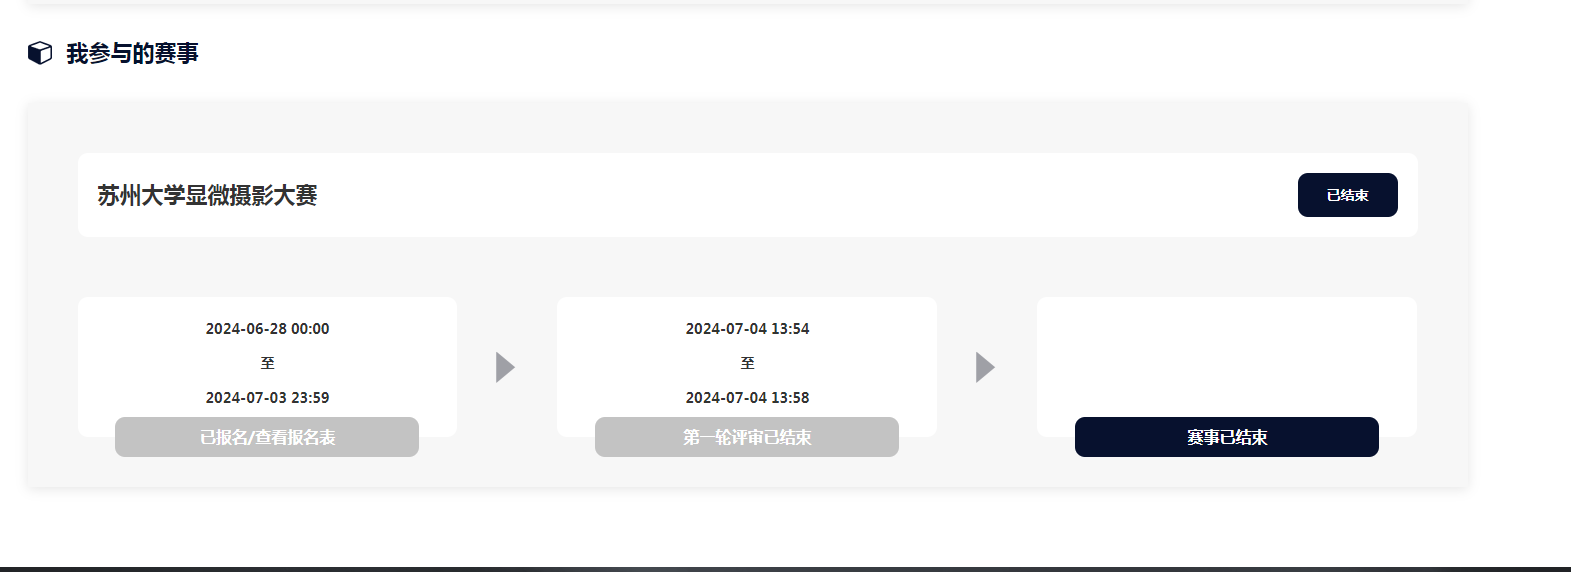 我参与的赛事
苏州大学显微摄影大赛
已结束
2024-06-28 00:00
至
2024-07-03 23:59
已报名/查看报名表
2024-07-04 13:54
至
2024-07-04 13:58
第一轮评审已结束
赛事已结束